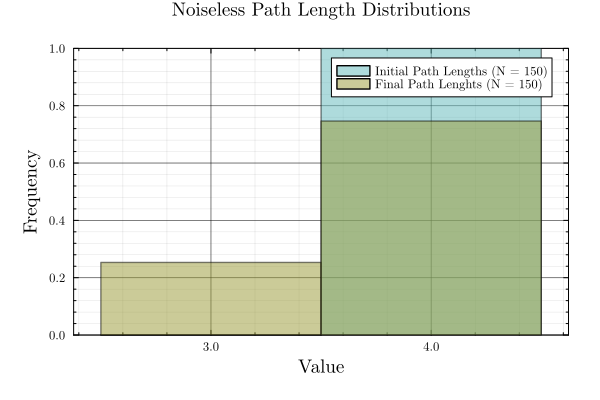 Noiseless Path Length Distributions
Initial Path Lengths (N = 150)
Final Path Lenghts (N = 150)
Frequency
1.0
0.8
0.6
0.4
0.2
0.0
3.0
4.0
Value